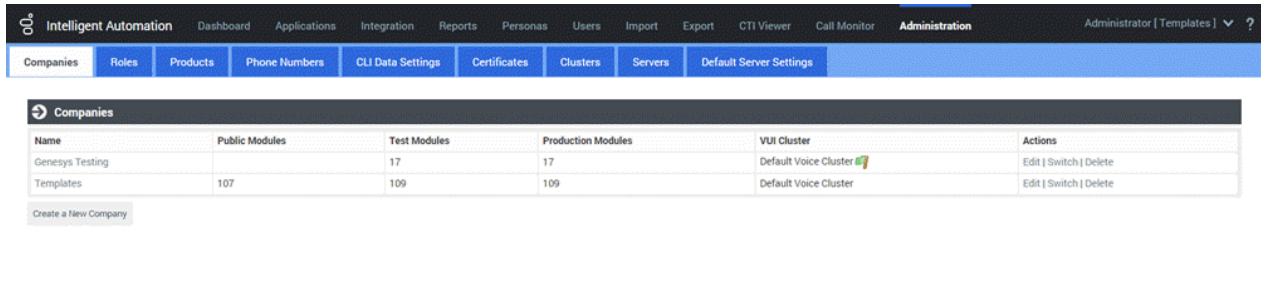 Intelligent Automation Dashboard Applications Integration Reports Personas Users Import Export CTI Viewer Call Monitor Administration Administrator [ Templates ] ?
Companies Roles Products Phone Numbers CLI Data Settings Certificates Clusters Servers Default Server Settings
Companies
Name Public Modules Test Modules Production Modules VUI Cluster Actions
Genesys Testing 17 17 Default Voice Cluster Edit | Switch | Delete
Templates 107 109 109 Default Voice Cluster Edit | Switch | Delete
Create a New Company